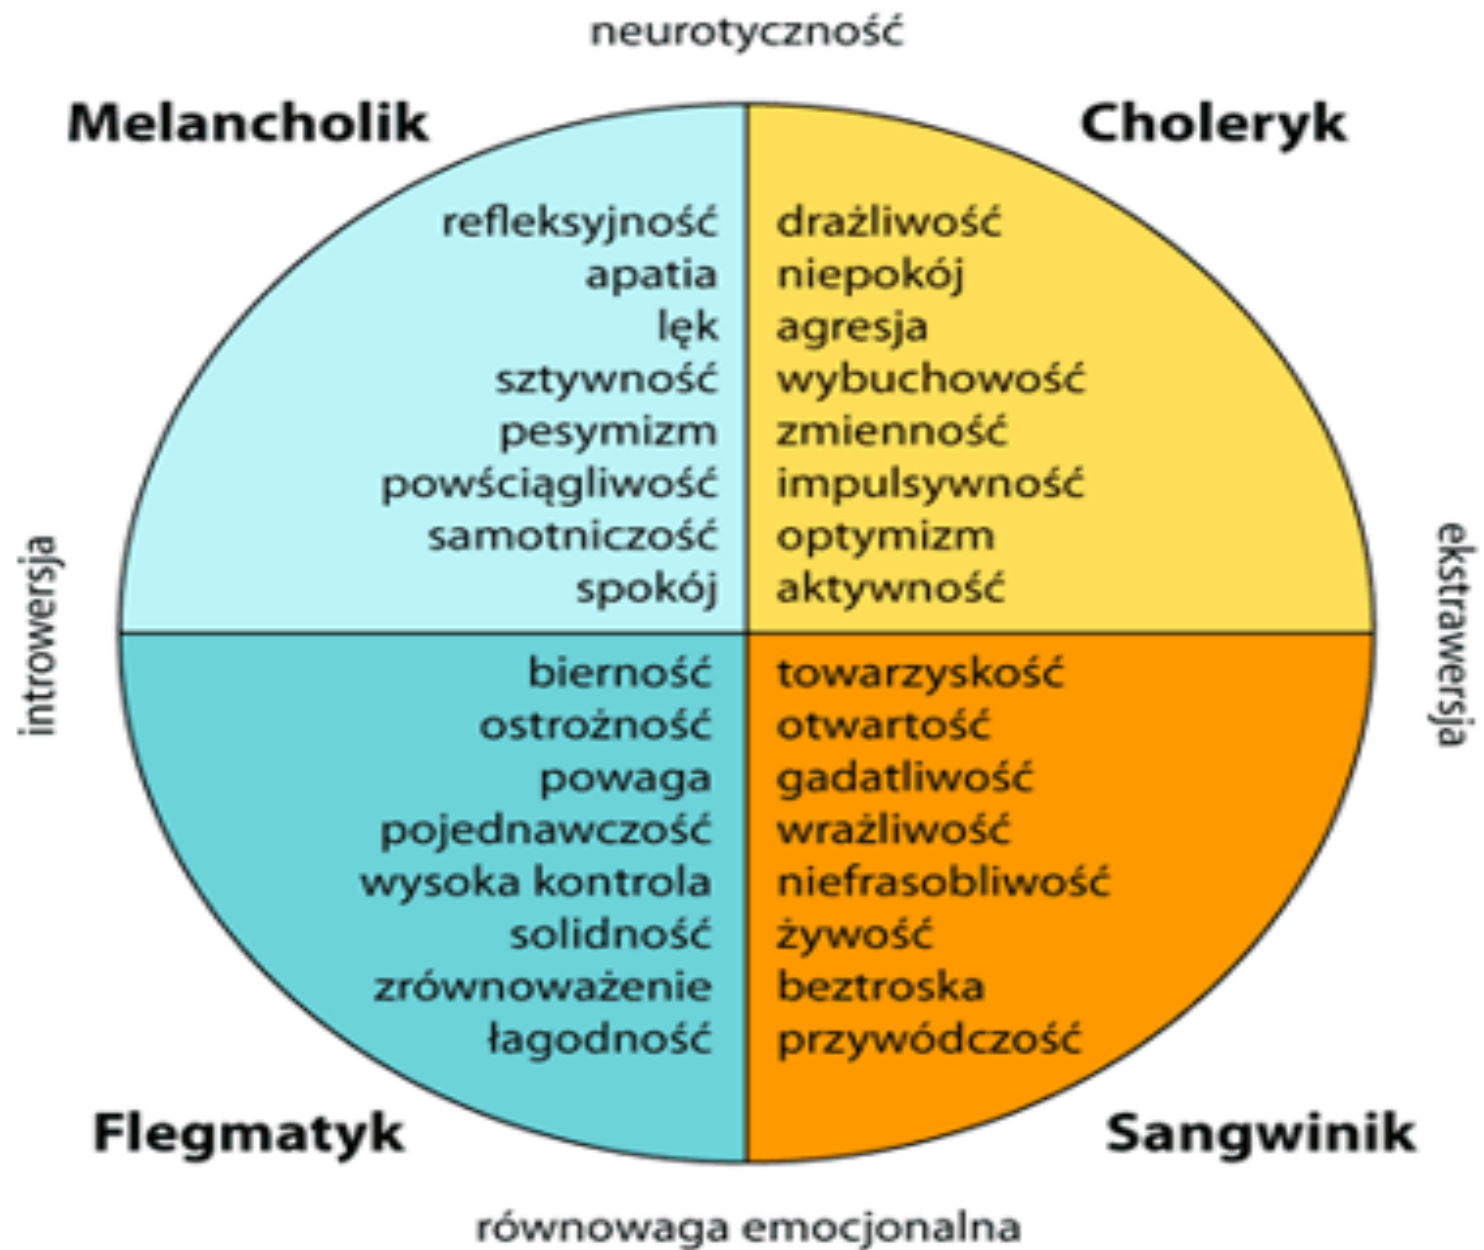 neurotyczność
Melancholik
Choleryk
refleksyjność
apatia
lęk
sztywność
pesymizm
powściągliwość
samotniczość
spokój
drażliwość
niepokój
agresja
wybuchowość
zmienność
impulsywność
optymizm
aktywność
introwersja
ekstrawersja
bierność
ostrożność
powaga
pojednawczość
wysoka kontrola
solidność
zrównoważenie
łagodność
towarzyskość
otwartość
gadatliwość
wrażliwość
niefrasobliwość
żywość
beztroska
przywódczość
Flegmatyk
Sangwinik
równowaga emocjonalna